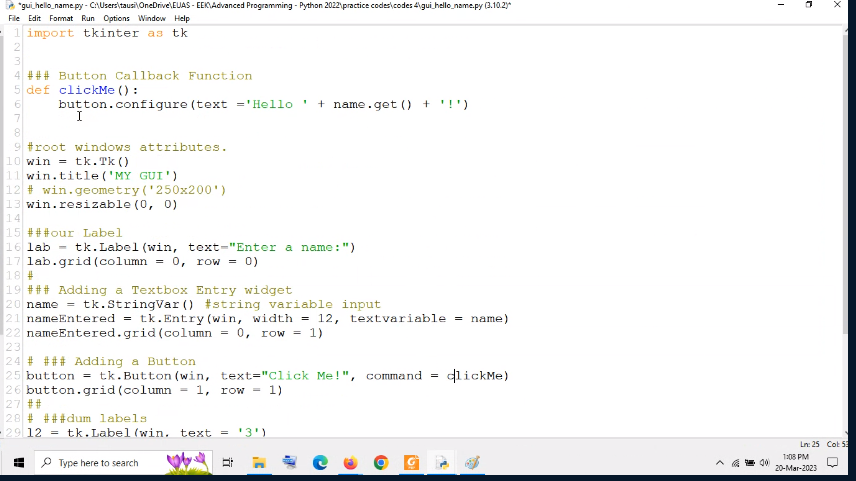 *gui_hello_name.py - C:\Users\tausi\OneDrive\EUAS - EEK\Advanced Programming - Python 2022\practice codes\codes 4\gui_hello_name.py (3.10.2)*
File Edit Format Run Options Window Help
1 import tkinter as tk
2
3
4 ### Button Callback Function
5 def clickMe():
6 button.configure(text ='Hello ' + name.get() + '!')
7
8
9 #root windows attributes.
10 win = tk.Tk()
11 win.title('MY GUI')
12 # win.geometry('250x200')
13 win.resizable(0, 0)
14
15 ###our Label
16 lab = tk.Label(win, text="Enter a name:")
17 lab.grid(column = 0, row = 0)
18 #
19 ### Adding a Textbox Entry widget
20 name = tk.StringVar() #string variable input
21 nameEntered = tk.Entry(win, width = 12, textvariable = name)
22 nameEntered.grid(column = 0, row = 1)
23
24 # ### Adding a Button
25 button = tk.Button(win, text="Click Me!", command = clickMe)
26 button.grid(column = 1, row = 1)
27 ##
28 # ###dum labels
29 l2 = tk.Label(win, text = '3')
Ln: 25 Col: 53
Type here to search
1:08 PM
20-Mar-2023